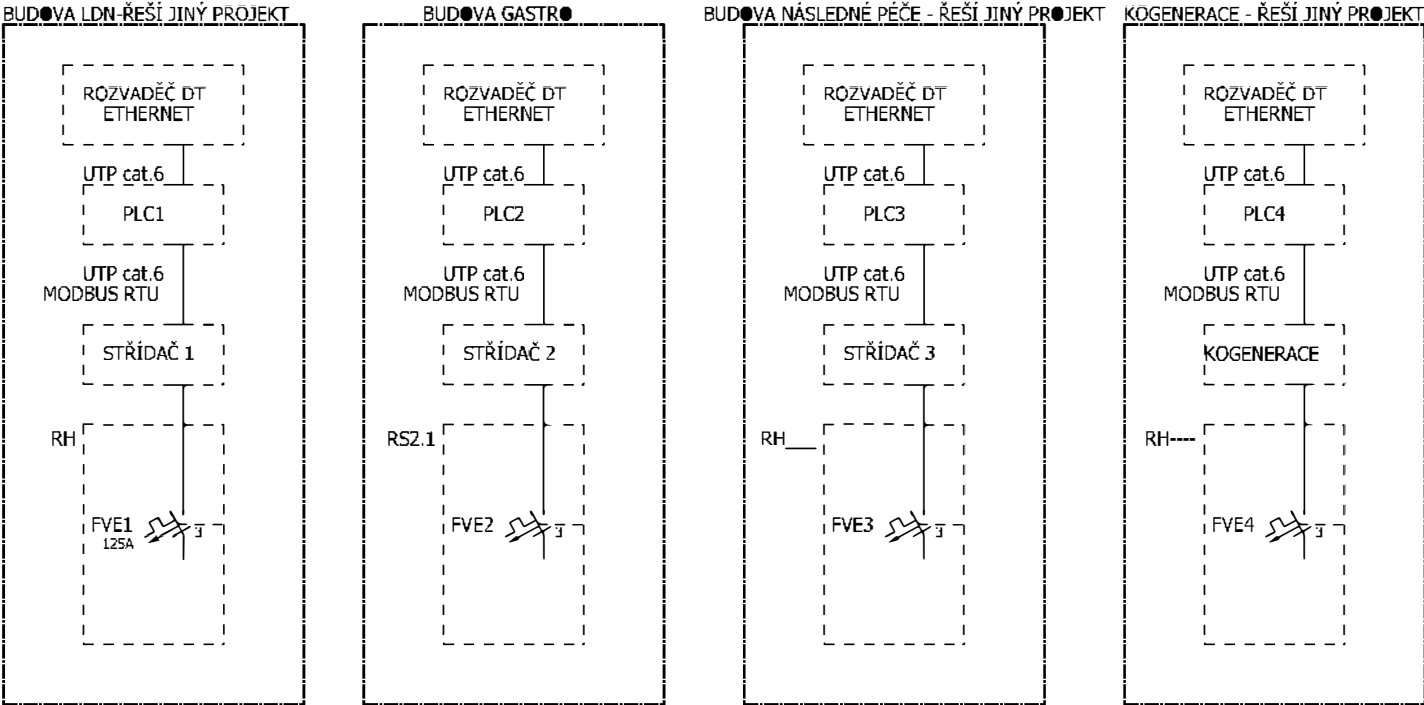 BUDOVA LDN-ŘEŠÍ JINÝ PROJEKT
ROZVADĚČ DT
ETHERNET
UTP cat.6
PLC1
UTP cat.6
MODBUS RTU
STŘÍDAČ 1
RH
FVE1
125A
BUDOVA GASTRO
ROZVADĚČ DT
ETHERNET
UTP cat.6
PLC2
UTP cat.6
MODBUS RTU
STŘÍDAČ 2
RS2.1
FVE2
BUDOVA NÁSLEDNÉ PÉČE - ŘEŠÍ JINÝ PROJEKT
ROZVADĚČ DT
ETHERNET
UTP cat.6
PLC3
UTP cat.6
MODBUS RTU
STŘÍDAČ 3
RH___
FVE3
KOGENERACE - ŘEŠÍ JINÝ PROJEKT
ROZVADĚČ DT
ETHERNET
UTP cat.6
PLC4
UTP cat.6
MODBUS RTU
KOGENERACE
RH----
FVE4